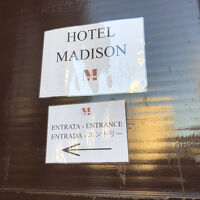 HOTEL
MADISON
M
M
ENTRATA - ENTRANCE
ENTRADA - エントリー